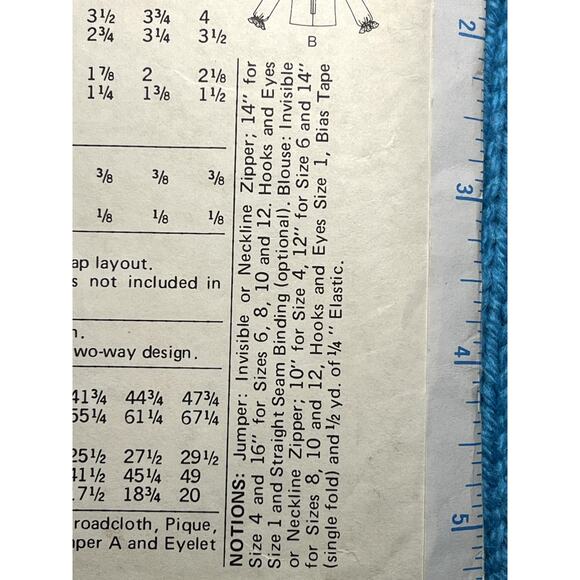 3½ 3¾ 4
2¾ 3¼ 3½
B
1⅞ 2 2⅛
1¼ 1⅜ 1½
⅜ ⅜ ⅜
⅛ ⅛ ⅛
ap layout.
s not included in
n.
wo-way design.
41¾ 44¾ 47¾
55¼ 61¼ 67¼
25½ 27½ 29½
41½ 45¼ 49
17½ 18¾ 20
roadcloth, Pique,
mper A and Eyelet
NOTIONS: Jumper: Invisible or Neckline Zipper; 14" for
Size 4 and 16" for Sizes 6, 8, 10 and 12. Hooks and Eyes
Size 1 and Straight Seam Binding (optional). Blouse: Invisible
or Neckline Zipper; 10" for Size 4, 12" for Size 6 and 14"
for Sizes 8, 10 and 12, Hooks and Eyes Size 1, Bias Tape
(single fold) and ½ yd. of ¼" Elastic.
2
3
4
5